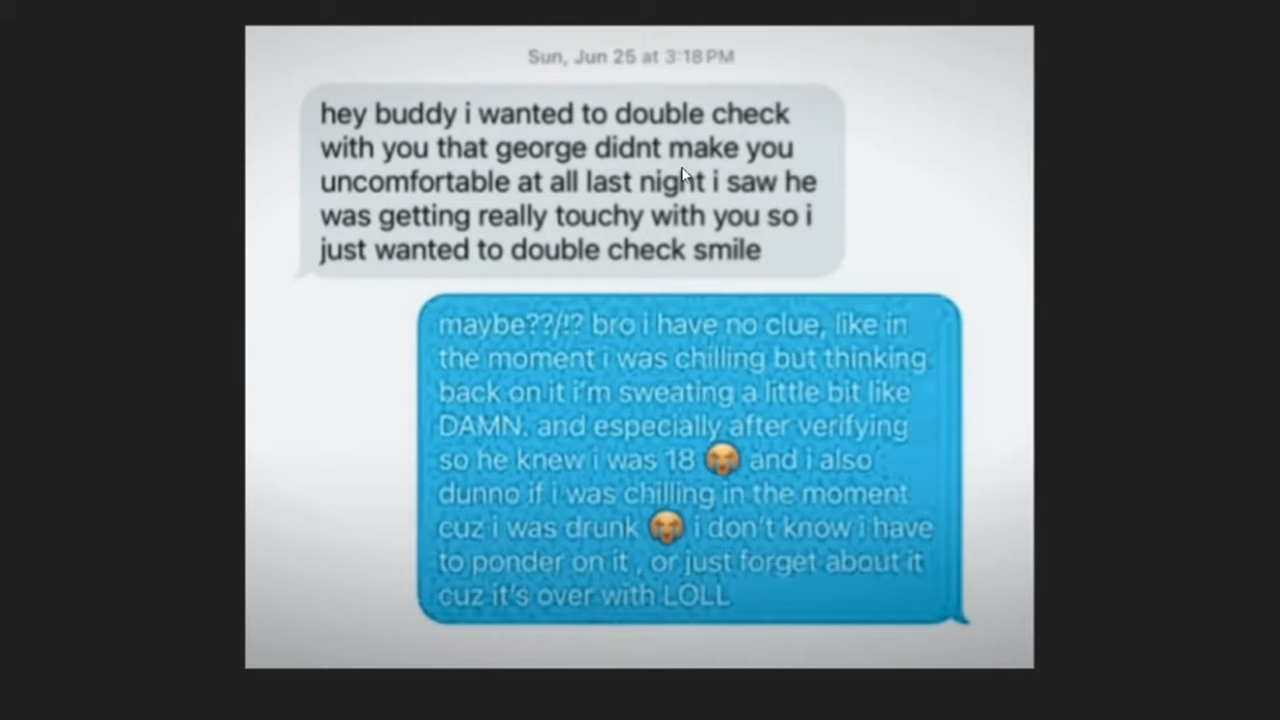 Sun, Jun 25 at 3:18 PM
hey buddy i wanted to double check
with you that george didnt make you
uncomfortable at all last night i saw he
was getting really touchy with you so i
just wanted to double check smile
maybe??/!? bro i have no clue, like in
the moment i was chilling but thinking
back on it i'm sweating a little bit like
DAMN. and especially after verifying
so he knew i was 18 😭 and i also
dunno if i was chilling in the moment
cuz i was drunk 😭 i don't know i have
to ponder on it , or just forget about it
cuz it's over with LOLL